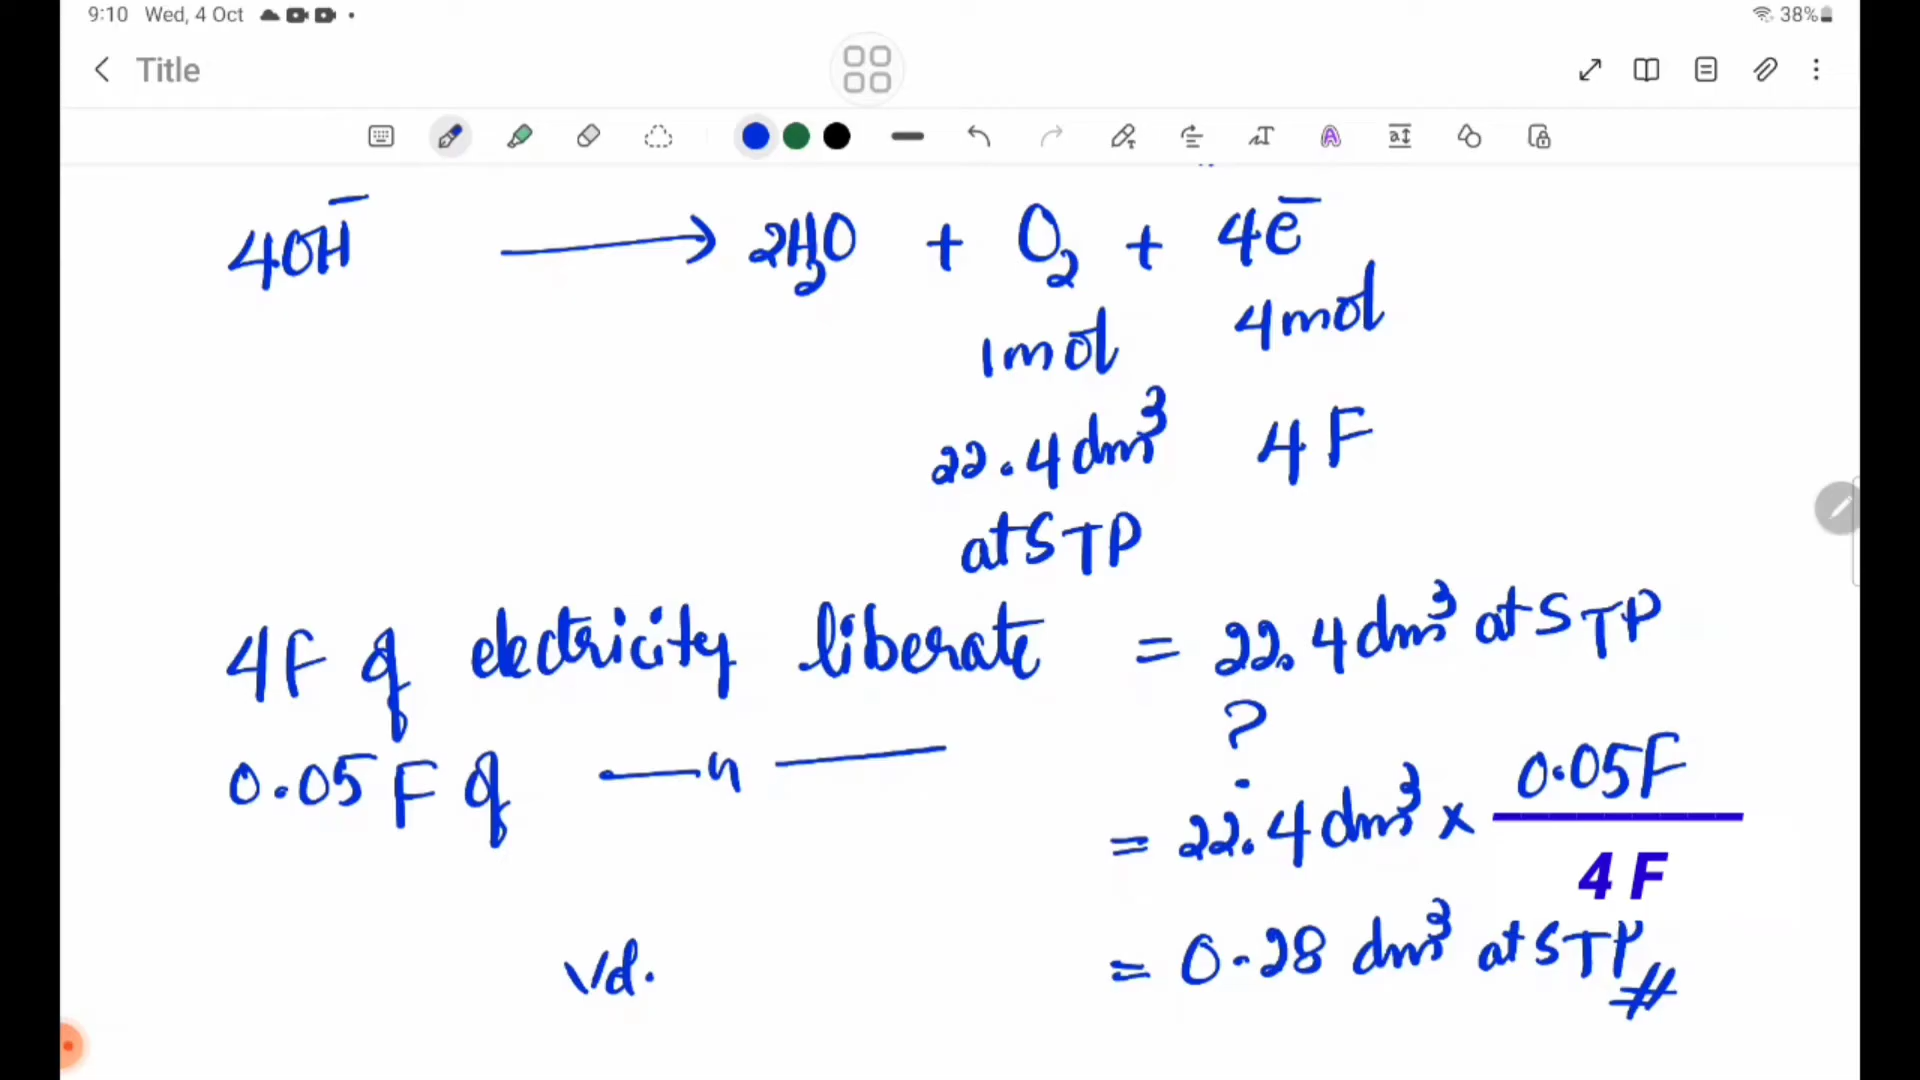 9:10 Wed, 4 Oct 38%
Title
4OH⁻ → 2H₂O + O₂ + 4e⁻
1mol 4mol
22.4dm³ 4F
at STP
4F of electricity liberate = 22.4dm³ at STP
?
0.05F of —〃—
= 22.4dm³ × 0.05F / 4F
Vol. = 0.28 dm³ at STP //